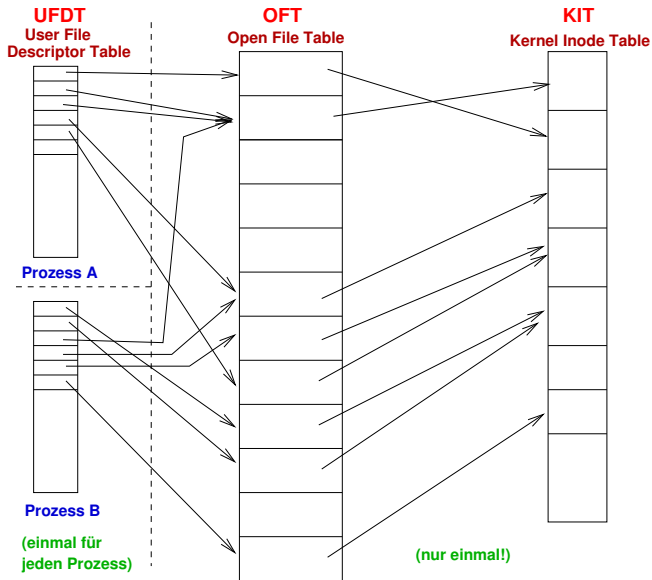 UFDT
User File
Descriptor Table
OFT
Open File Table
KIT
Kernel Inode Table
Prozess A
Prozess B
(einmal für
jeden Prozess)
(nur einmal!)